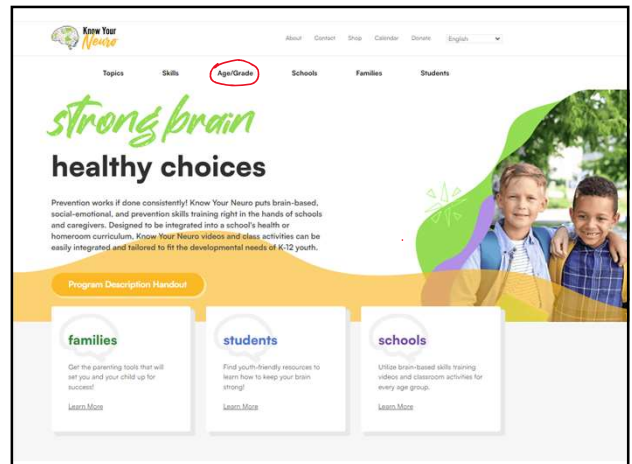 Know Your
Neuro
About Contact Shop Calendar Donate English
Topics Skills Age/Grade Schools Families Students
strong brain
healthy choices
Prevention works if done consistently! Know Your Neuro puts brain-based,
social-emotional, and prevention skills training right in the hands of schools
and caregivers. Designed to be integrated into a school's health or
homeroom curriculum, Know Your Neuro videos and class activities can be
easily integrated and tailored to fit the developmental needs of K-12 youth.
Program Description Handout
families
Get the parenting tools that will
set you and your child up for
success!
Learn More
students
Find youth-friendly resources to
learn how to keep your brain
strong!
Learn More
schools
Utilize brain-based skills training
videos and classroom activities for
every age group.
Learn More